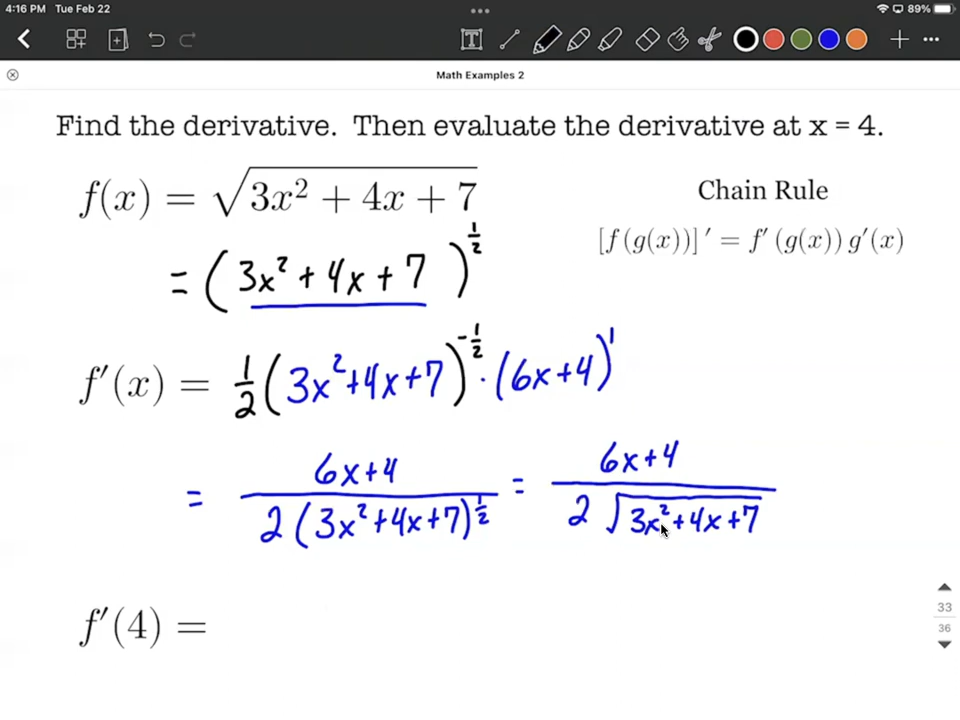 4:16 PM Tue Feb 22 89%
Math Examples 2
Find the derivative. Then evaluate the derivative at x = 4.
f(x) = √(3x² + 4x + 7)
Chain Rule
[f(g(x))]′ = f′(g(x)) g′(x)
= (3x² + 4x + 7)^(1/2)
f′(x) = 1/2 (3x²+4x+7)^(-1/2) · (6x+4)^1
= (6x+4) / (2(3x²+4x+7)^(1/2)) = (6x+4) / (2√(3x²+4x+7))
33
36
f′(4) =